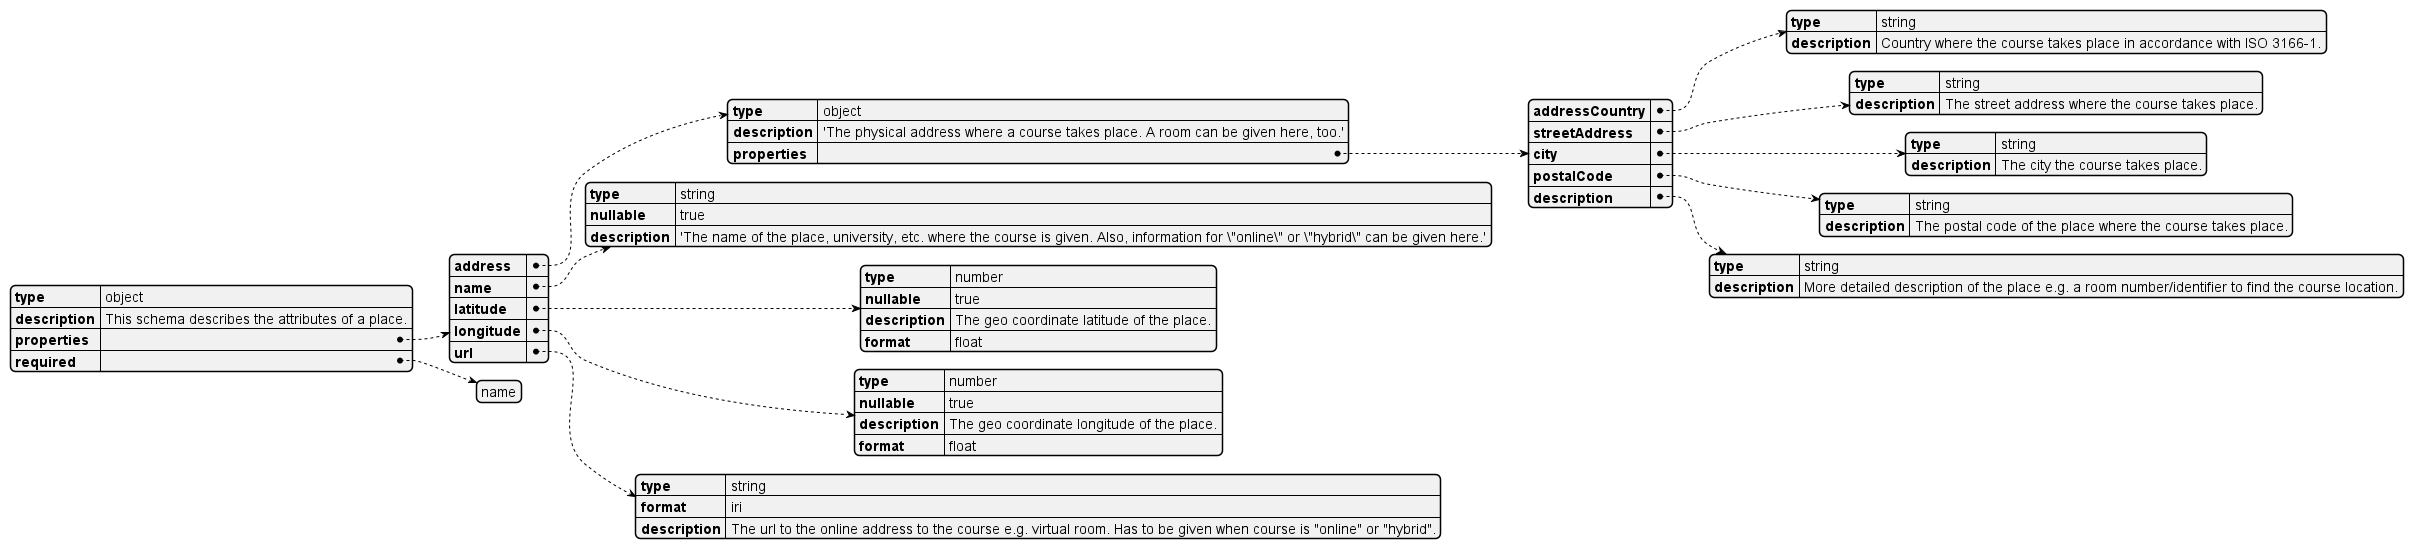 type object
description This schema describes the attributes of a place.
properties
required
address
name
latitude
longitude
url
name
type object
description 'The physical address where a course takes place. A room can be given here, too.'
properties
addressCountry
streetAddress
city
postalCode
description
type string
description Country where the course takes place in accordance with ISO 3166-1.
type string
description The street address where the course takes place.
type string
description The city the course takes place.
type string
description The postal code of the place where the course takes place.
type string
description More detailed description of the place e.g. a room number/identifier to find the course location.
type string
nullable true
description 'The name of the place, university, etc. where the course is given. Also, information for \"online\" or \"hybrid\" can be given here.'
type number
nullable true
description The geo coordinate latitude of the place.
format float
type number
nullable true
description The geo coordinate longitude of the place.
format float
type string
format iri
description The url to the online address to the course e.g. virtual room. Has to be given when course is "online" or "hybrid".